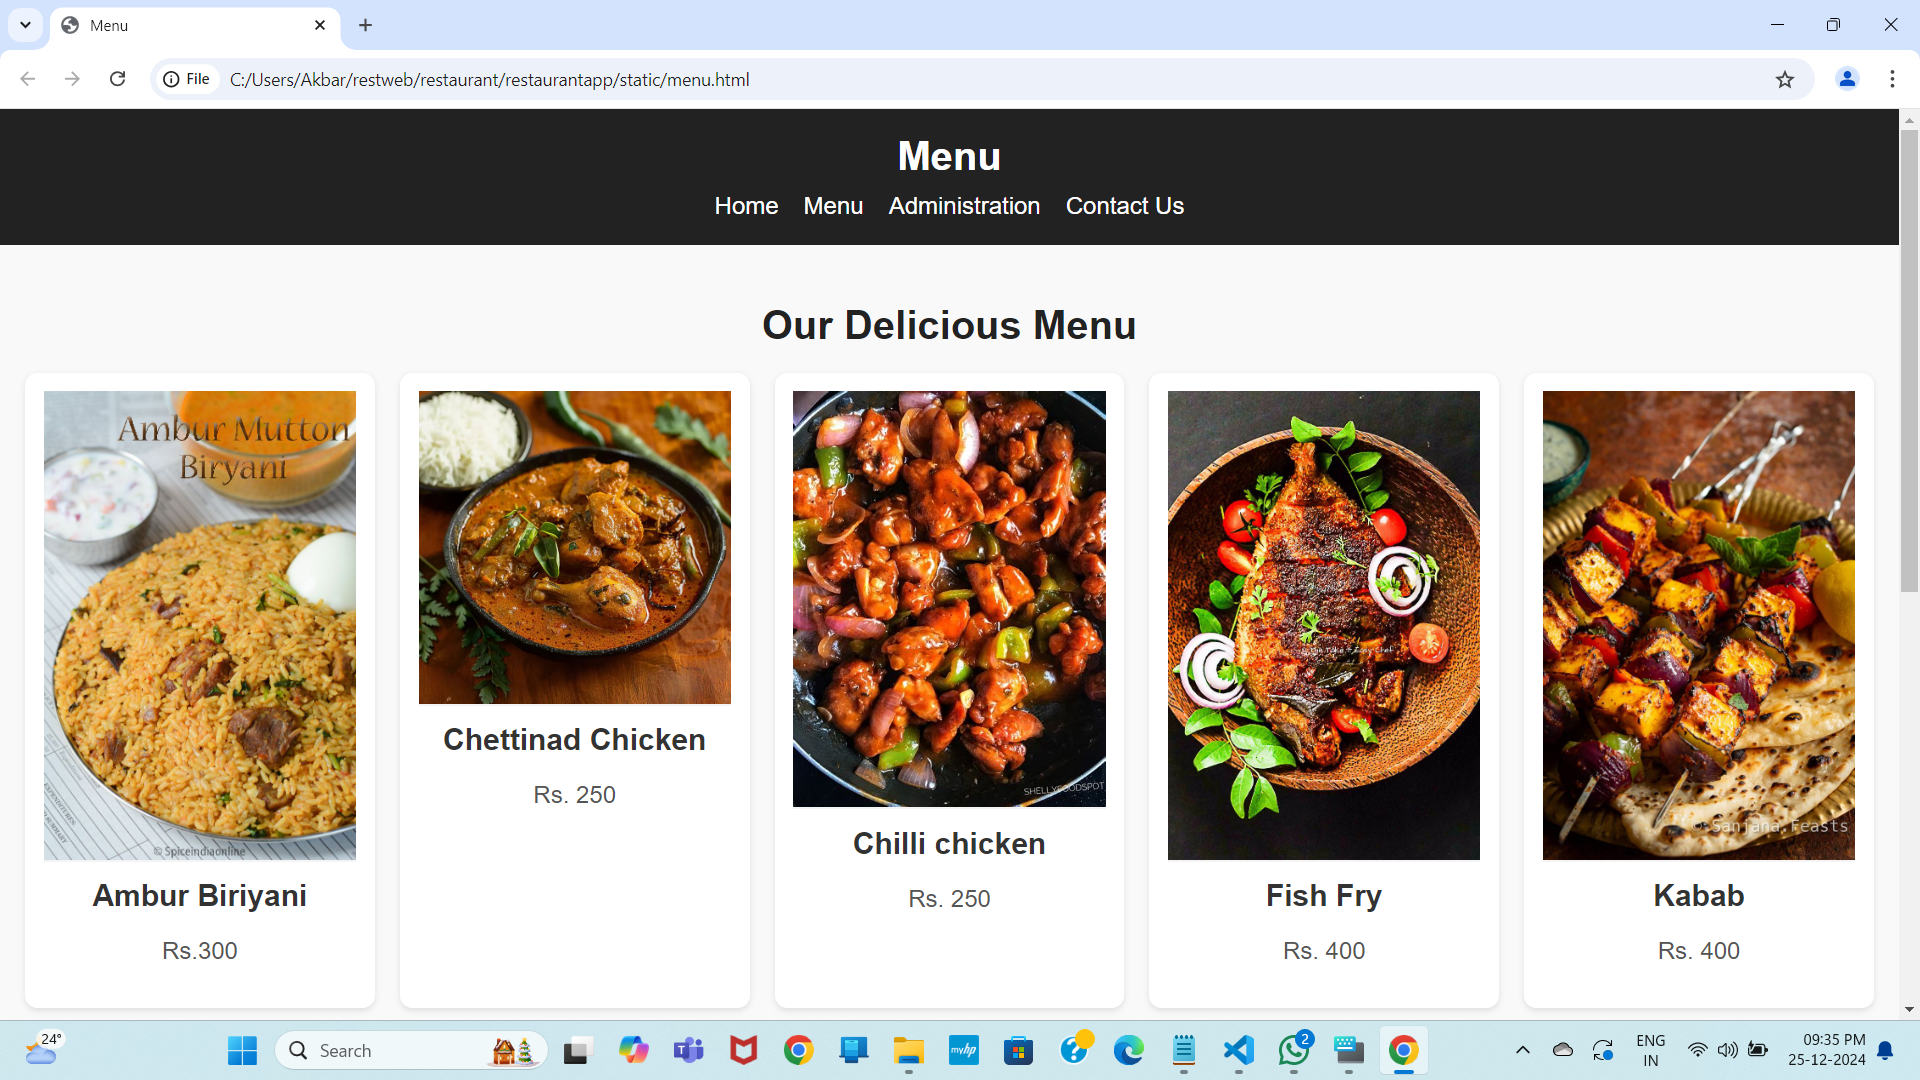 Menu
File
C:/Users/Akbar/restweb/restaurant/restaurantapp/static/menu.html
Menu
Home Menu Administration Contact Us
Our Delicious Menu
Ambur Mutton
Biryani
© Spiceindiaonline
Ambur Biriyani
Rs.300
Chettinad Chicken
Rs. 250
SHELLYFOODSPOT
Chilli chicken
Rs. 250
Fish Fry
Rs. 400
© Sanjana.Feasts
Kabab
Rs. 400
24°
Search
myhp
2
ENG
IN
09:35 PM
25-12-2024